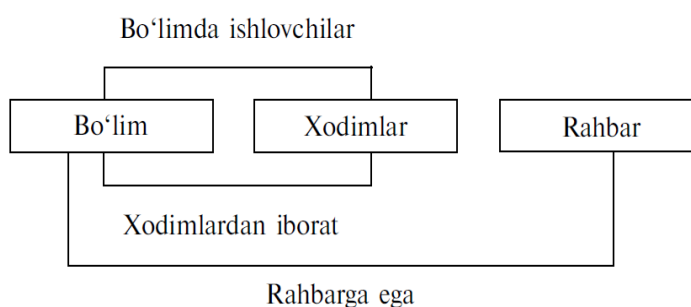 Bo‘limda ishlovchilar
Bo‘lim
Xodimlar
Rahbar
Xodimlardan iborat
Rahbarga ega